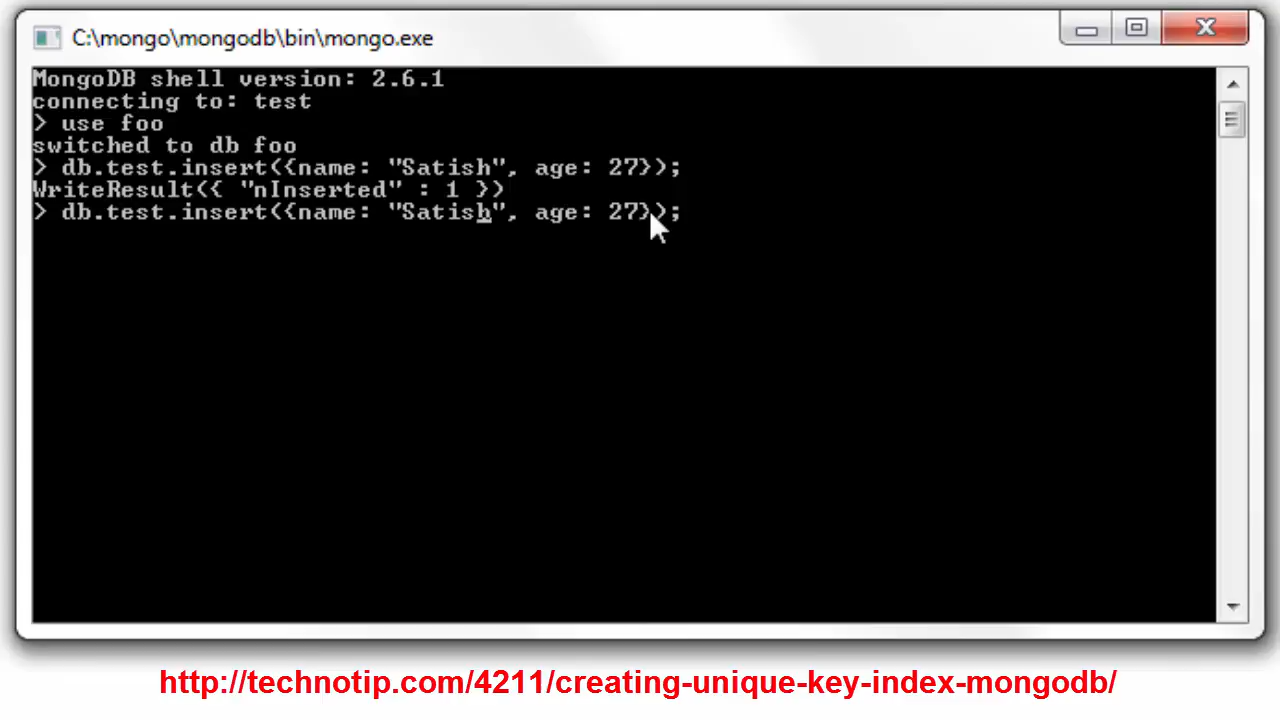 C:\mongo\mongodb\bin\mongo.exe
MongoDB shell version: 2.6.1
connecting to: test
> use foo
switched to db foo
> db.test.insert({name: "Satish", age: 27});
WriteResult({ "nInserted" : 1 })
> db.test.insert({name: "Satish", age: 27});
http://technotip.com/4211/creating-unique-key-index-mongodb/